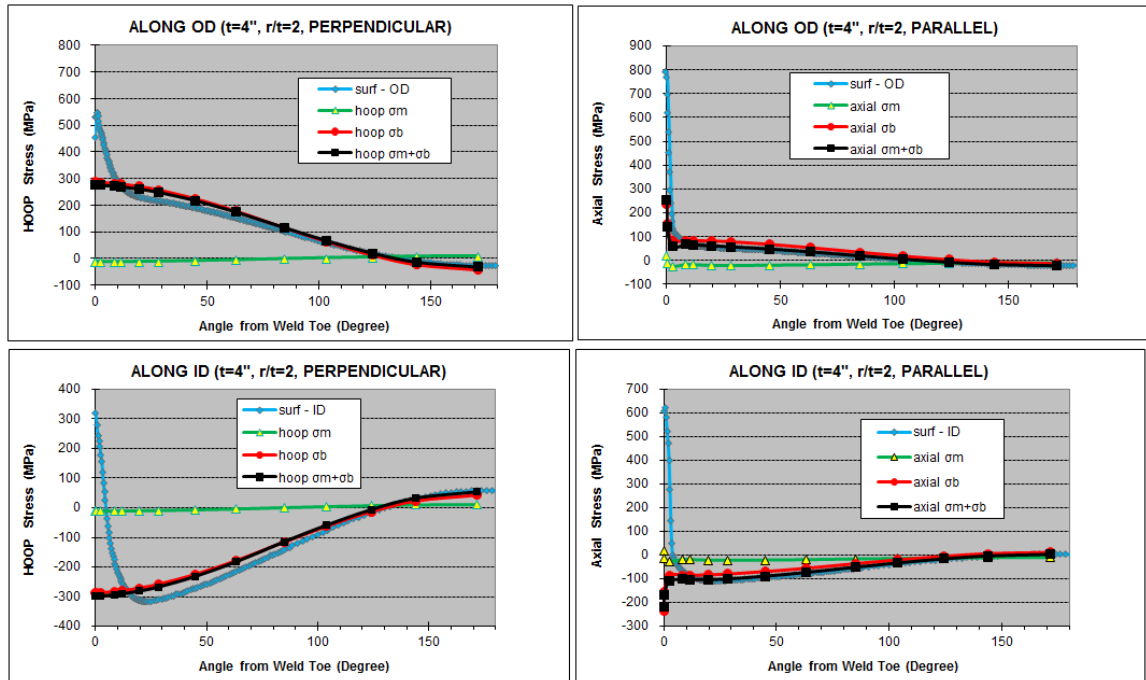 ALONG OD (t=4", r/t=2, PERPENDICULAR)
HOOP Stress (MPa)
800
700
600
500
400
300
200
100
0
-100
surf - OD
hoop σm
hoop σb
hoop σm+σb
0
50
100
150
Angle from Weld Toe (Degree)
ALONG OD (t=4", r/t=2, PARALLEL)
Axial Stress (MPa)
900
800
700
600
500
400
300
200
100
0
-100
surf - OD
axial σm
axial σb
axial σm+σb
0
50
100
150
Angle from Weld Toe (Degree)
ALONG ID (t=4", r/t=2, PERPENDICULAR)
HOOP Stress (MPa)
400
300
200
100
0
-100
-200
-300
-400
surf - ID
hoop σm
hoop σb
hoop σm+σb
0
50
100
150
Angle from Weld Toe (Degree)
ALONG ID (t=4", r/t=2, PARALLEL)
Axial Stress (MPa)
700
600
500
400
300
200
100
0
-100
-200
-300
surf - ID
axial σm
axial σb
axial σm+σb
0
50
100
150
Angle from Weld Toe (Degree)